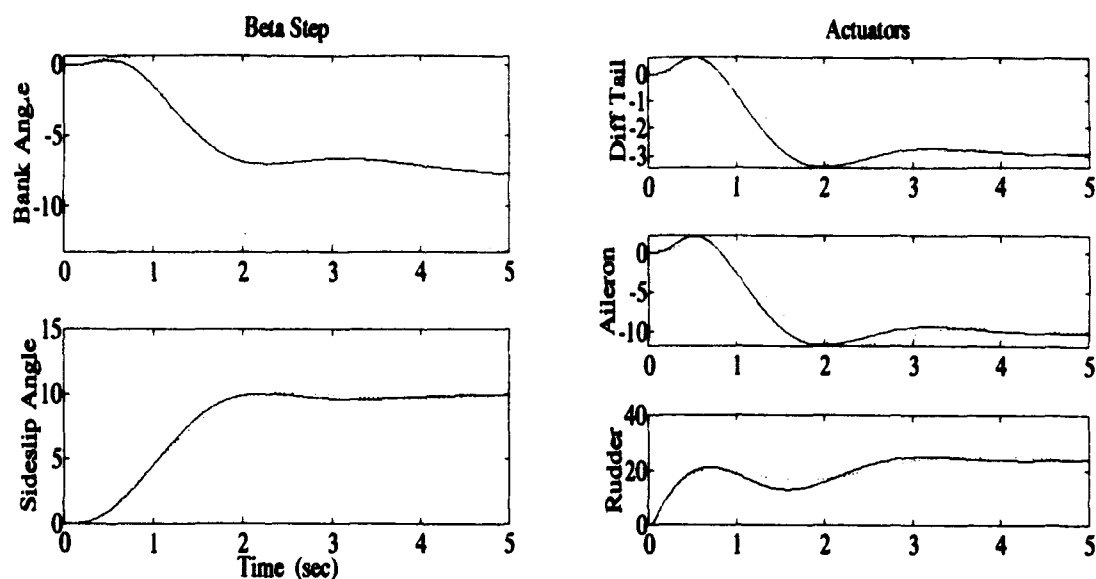 Beta Step
Bank Angle
0
-5
-10
0 1 2 3 4 5
Sideslip Angle
15
10
5
0
0 1 2 3 4 5
Time (sec)
Actuators
Diff Tail
0
-1
-2
-3
0 1 2 3 4 5
Aileron
0
-5
-10
0 1 2 3 4 5
Rudder
40
20
0
0 1 2 3 4 5